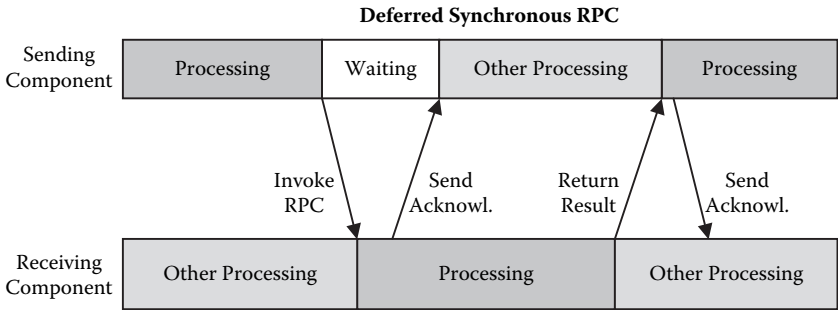 Deferred Synchronous RPC
Sending
Component
Processing
Waiting
Other Processing
Processing
Invoke
RPC
Send
Acknowl.
Return
Result
Send
Acknowl.
Receiving
Component
Other Processing
Processing
Other Processing